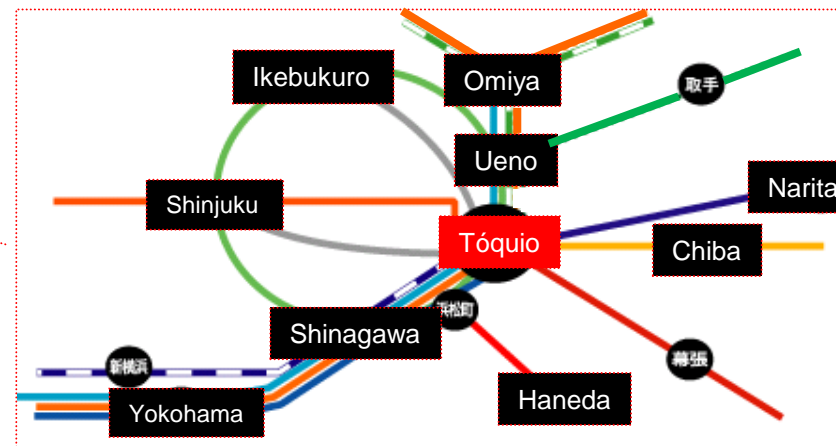 Ikebukuro
Omiya
取手
Ueno
Narita
Shinjuku
Tóquio
Chiba
浜松町
Shinagawa
新横浜
幕張
Yokohama
Haneda